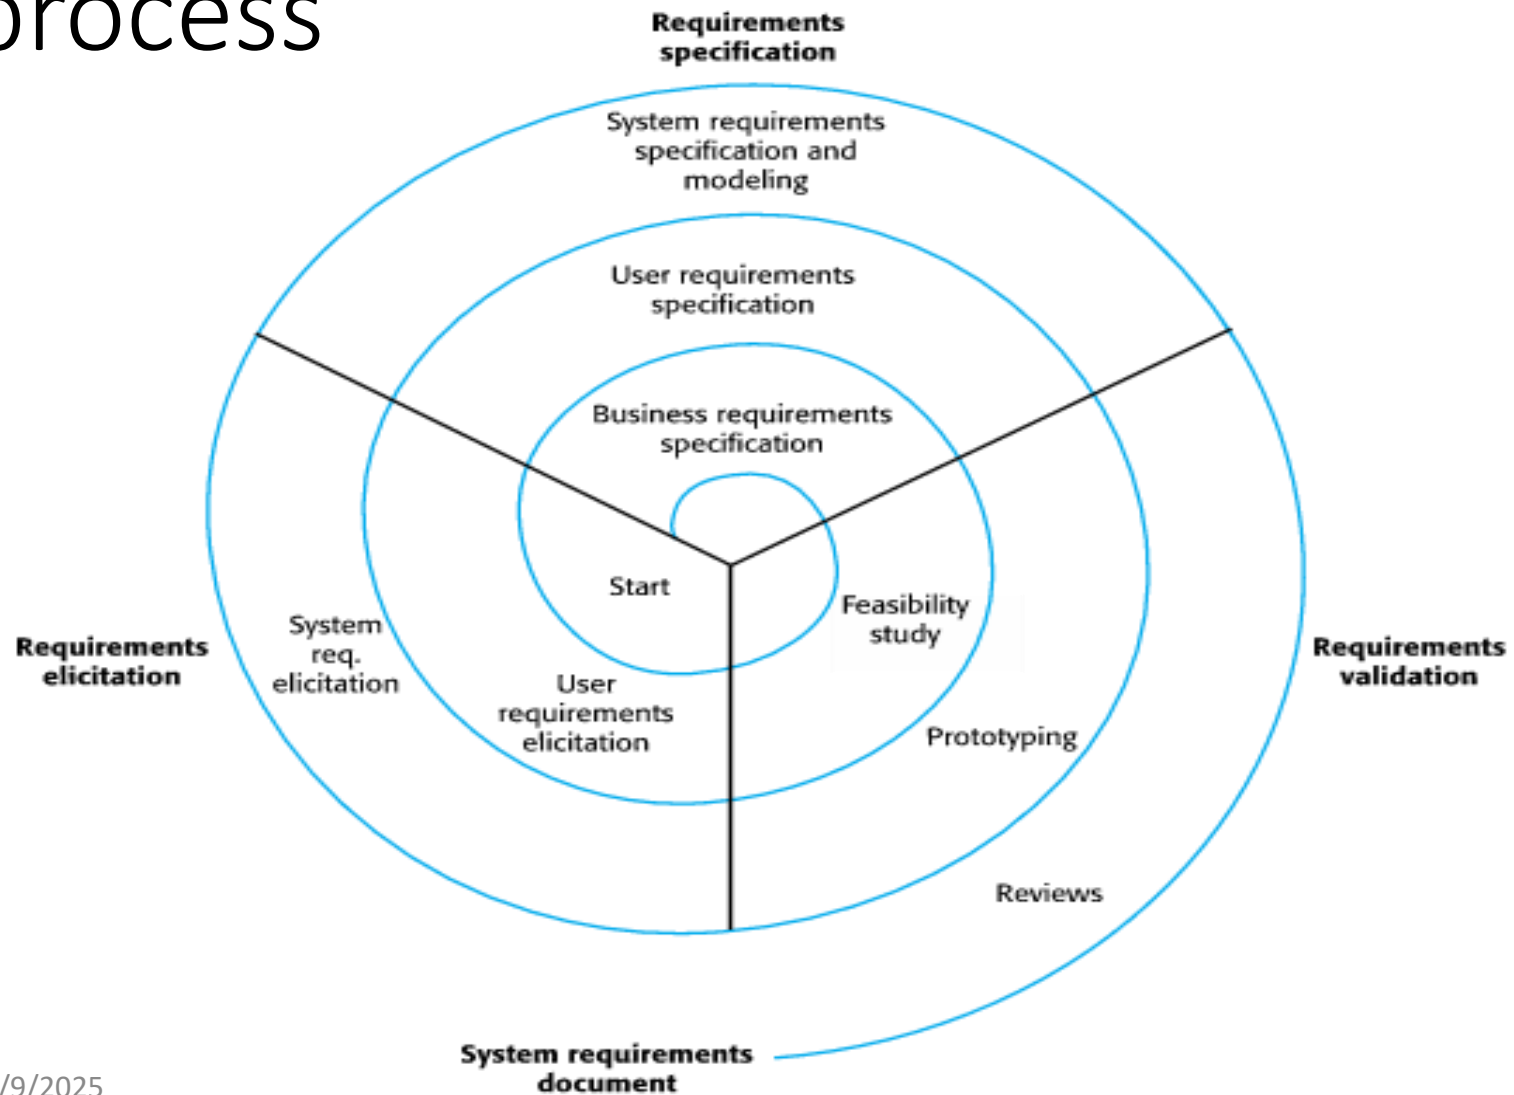 process
Requirements
specification
System requirements
specification and
modeling
User requirements
specification
Business requirements
specification
Start
Feasibility
study
System
req.
elicitation
Requirements
elicitation
Requirements
validation
User
requirements
elicitation
Prototyping
Reviews
System requirements
document
/9/2025